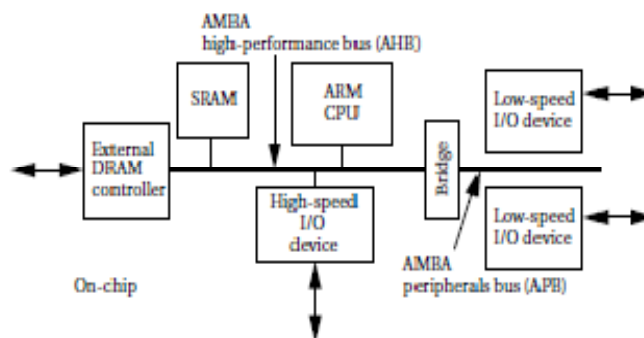 AMBA
high-performance bus (AHB)
SRAM
ARM
CPU
Low-speed
I/O device
External
DRAM
controller
Bridge
High-speed
I/O
device
Low-speed
I/O device
On-chip
AMBA
peripherals bus (APB)